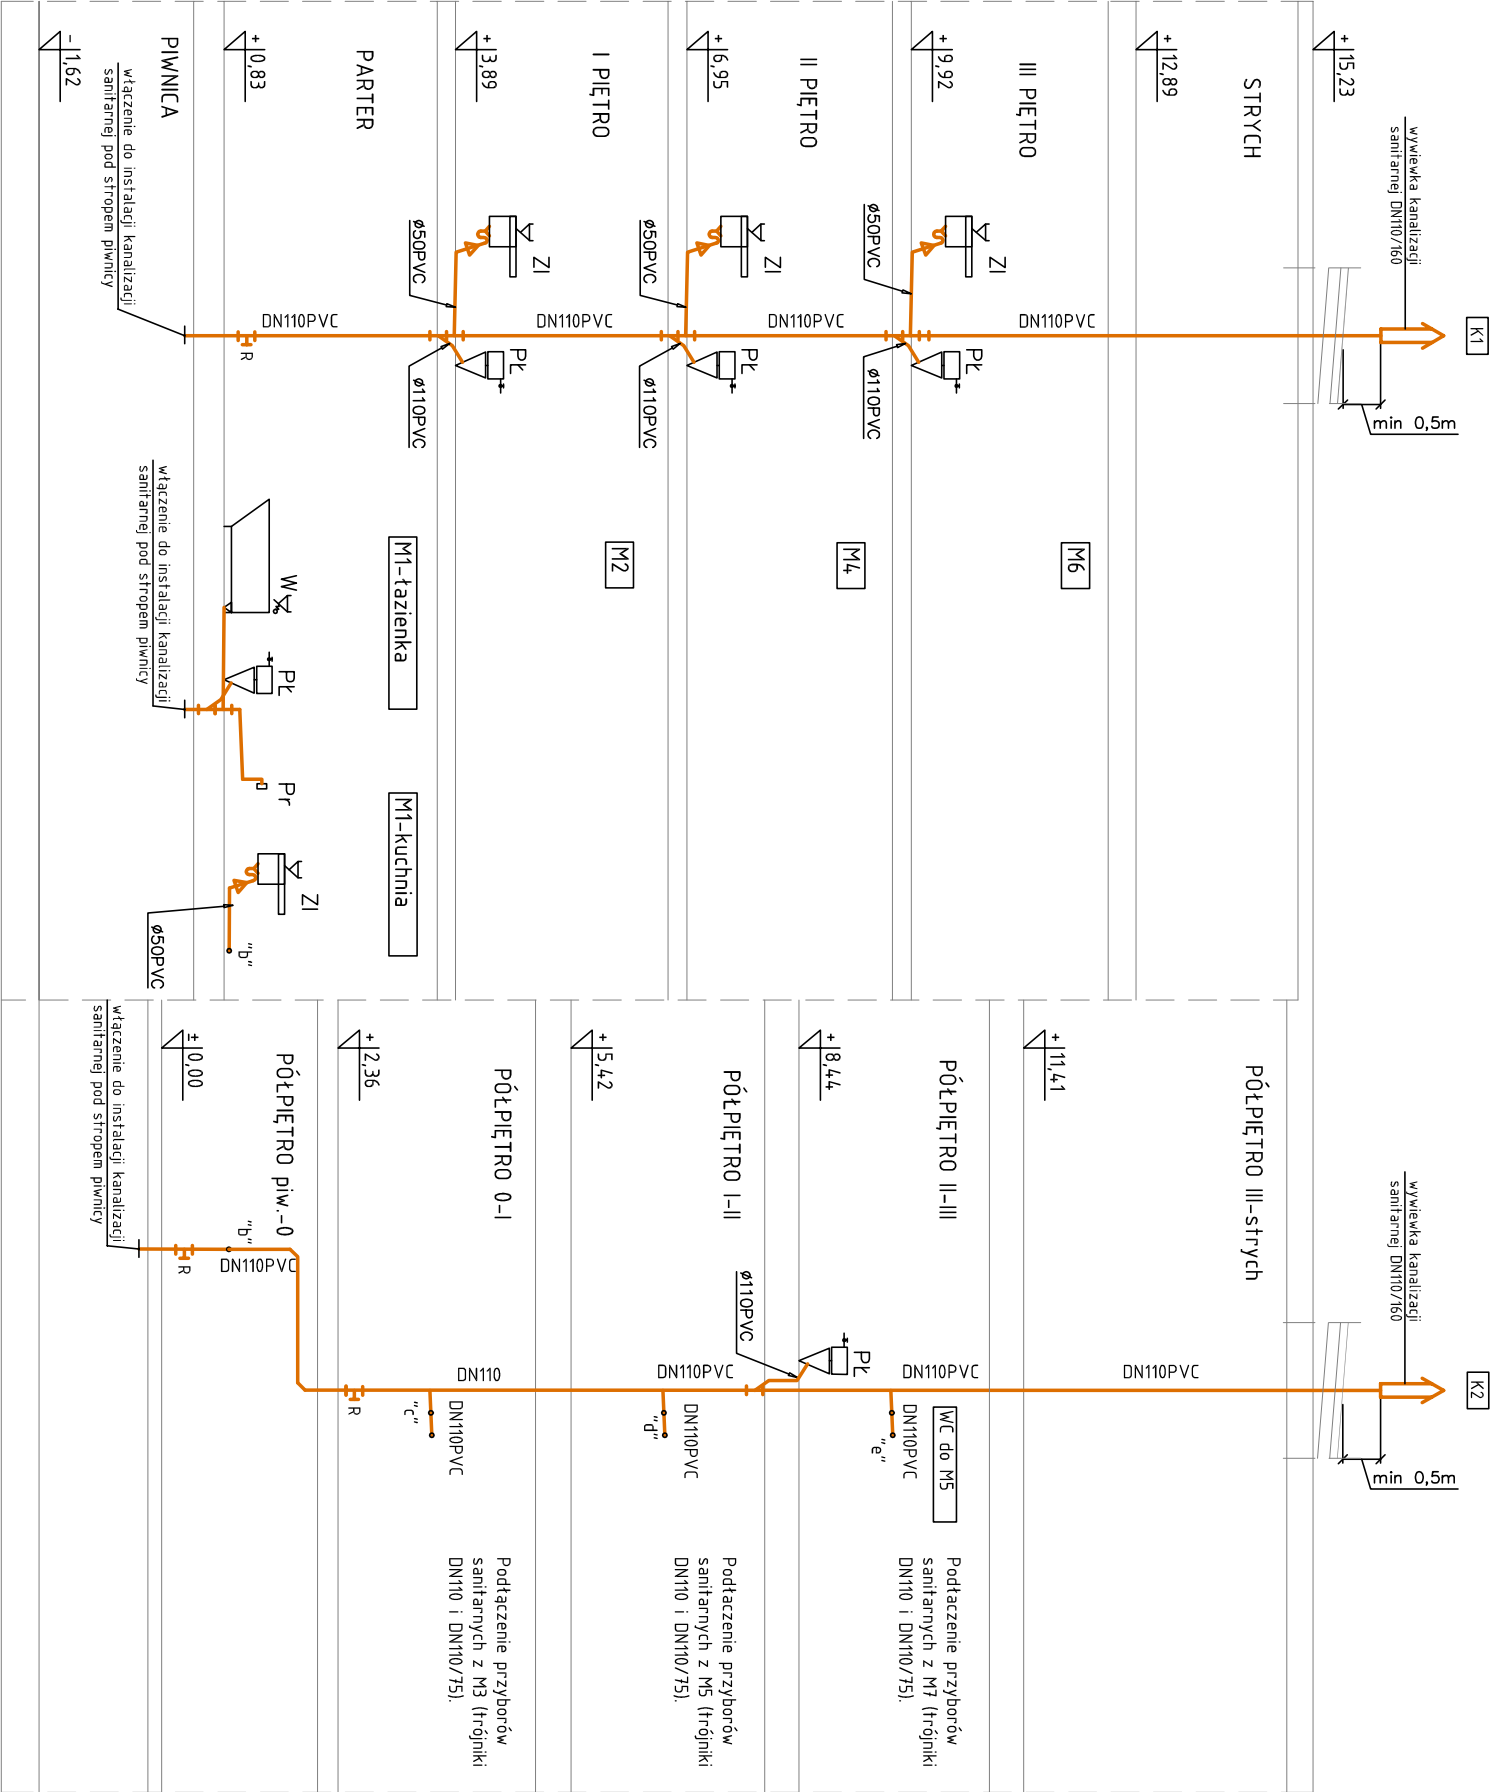 K1
wywiewka kanalizacji
sanitarnej DN110/160
min 0,5m
+
15,23
STRYCH
+
12,89
DN110PVC
III PIĘTRO
M6
+
9,92
Zl
PŁ
ø50PVC
ø110PVC
DN110PVC
II PIĘTRO
M4
+
6,95
Zl
PŁ
ø50PVC
ø110PVC
DN110PVC
I PIĘTRO
M2
+
3,89
Zl
PŁ
ø50PVC
ø110PVC
DN110PVC
PARTER
M1-łazienka
M1-kuchnia
W
PŁ
Pr
Zl
"b"
ø50PVC
R
+
0,83
PIWNICA
włączenie do instalacji kanalizacji
sanitarnej pod stropem piwnicy
włączenie do instalacji kanalizacji
sanitarnej pod stropem piwnicy
-
1,62
K2
wywiewka kanalizacji
sanitarnej DN110/160
min 0,5m
PÓŁPIĘTRO III-strych
DN110PVC
+
11,41
PÓŁPIĘTRO II-III
DN110PVC
WC do M5
DN110PVC
"e"
Podłaczenie przyborów
sanitarnych z M7 (trójniki
DN110 i DN110/75).
PŁ
+
8,44
ø110PVC
PÓŁPIĘTRO I-II
DN110PVC
DN110PVC
"d"
Podłaczenie przyborów
sanitarnych z M5 (trójniki
DN110 i DN110/75).
+
5,42
PÓŁPIĘTRO 0-I
DN110
DN110PVC
"c"
Podłączenie przyborów
sanitarnych z M3 (trójniki
DN110 i DN110/75).
+
2,36
R
PÓŁPIĘTRO piw.-0
"b"
DN110PVC
±
0,00
R
włączenie do instalacji kanalizacji
sanitarnej pod stropem piwnicy